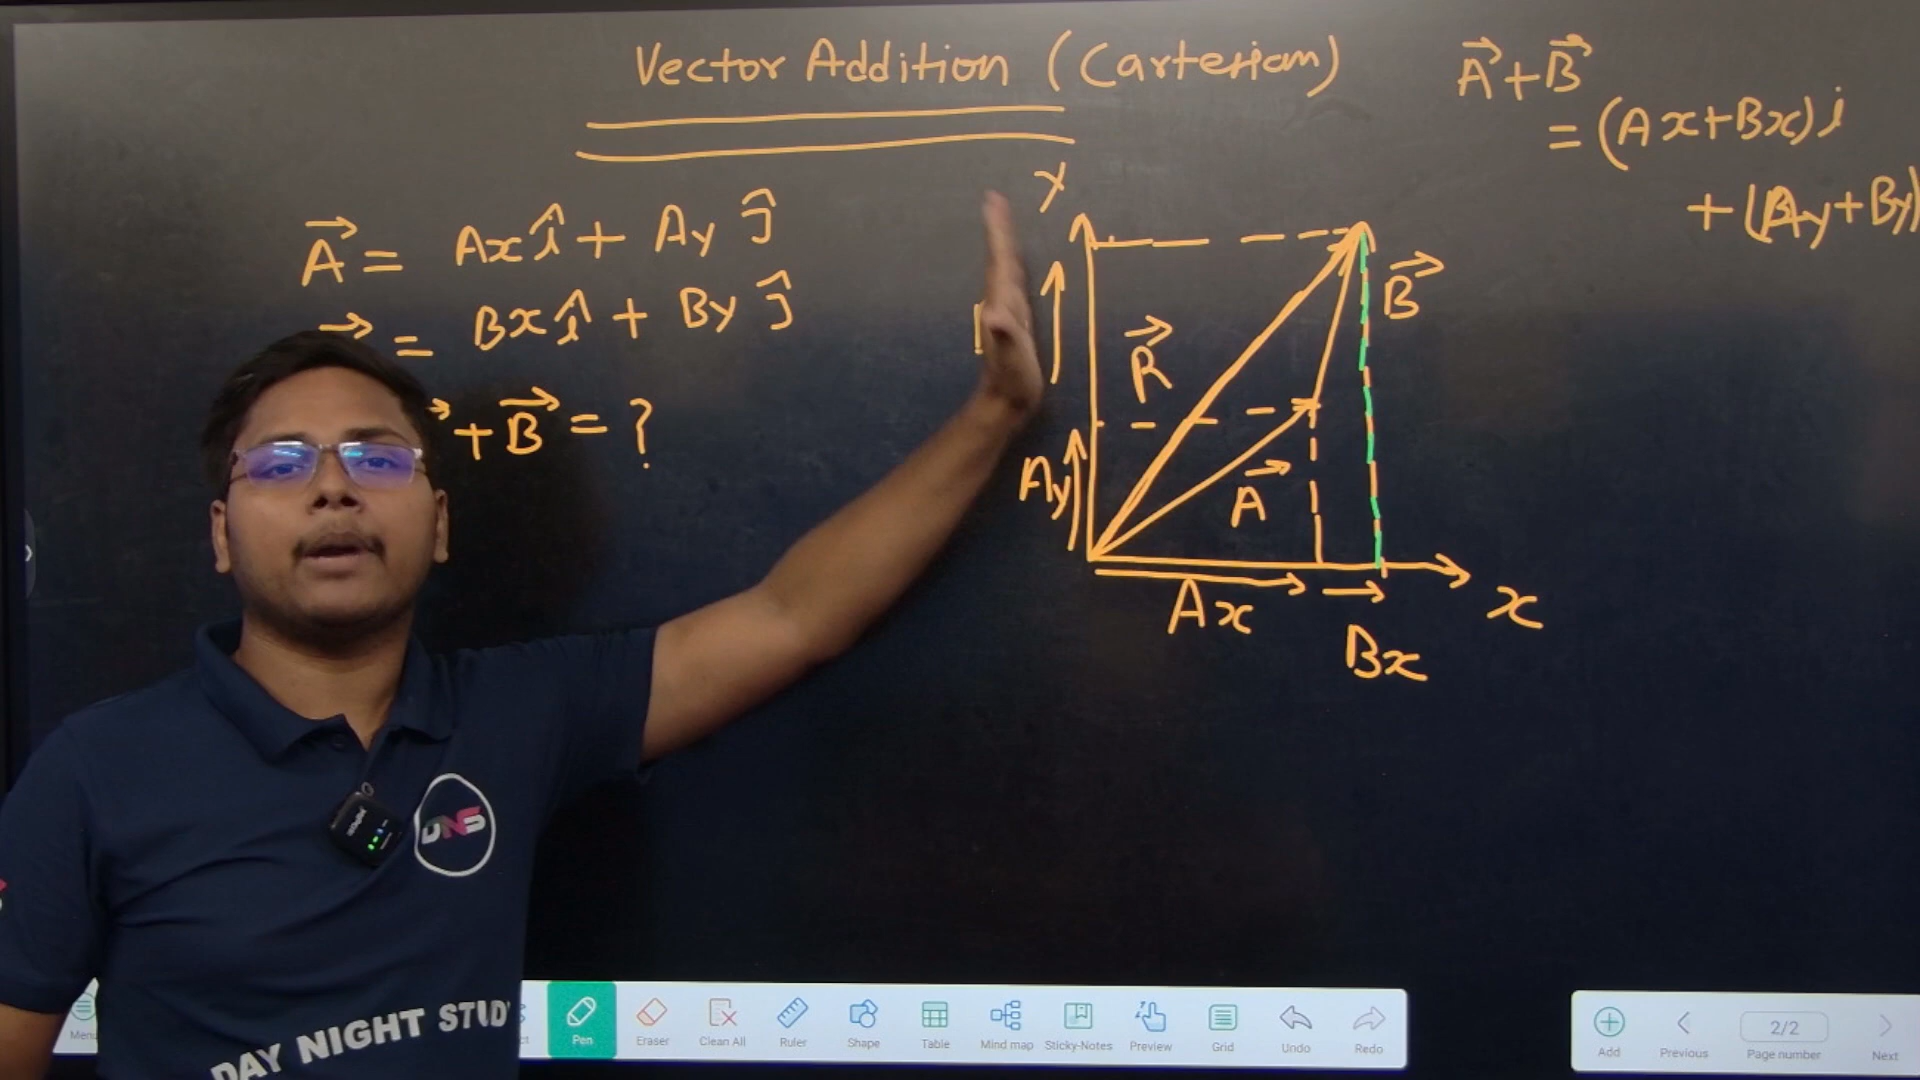 Vector Addition (Cartesian)
A + B
= (Ax+Bx) i
+ (Ay+By)
A = Ax î + Ay ĵ
= Bx î + By ĵ
+ B = ?
y
B
R
A
Ay
Ax
Bx
x
DNS
DAY NIGHT STUD
Menu
Pen
Eraser
Clean All
Ruler
Shape
Table
Mind map
Sticky-Notes
Preview
Grid
Undo
Redo
Add
Previous
2/2
Page number
Next